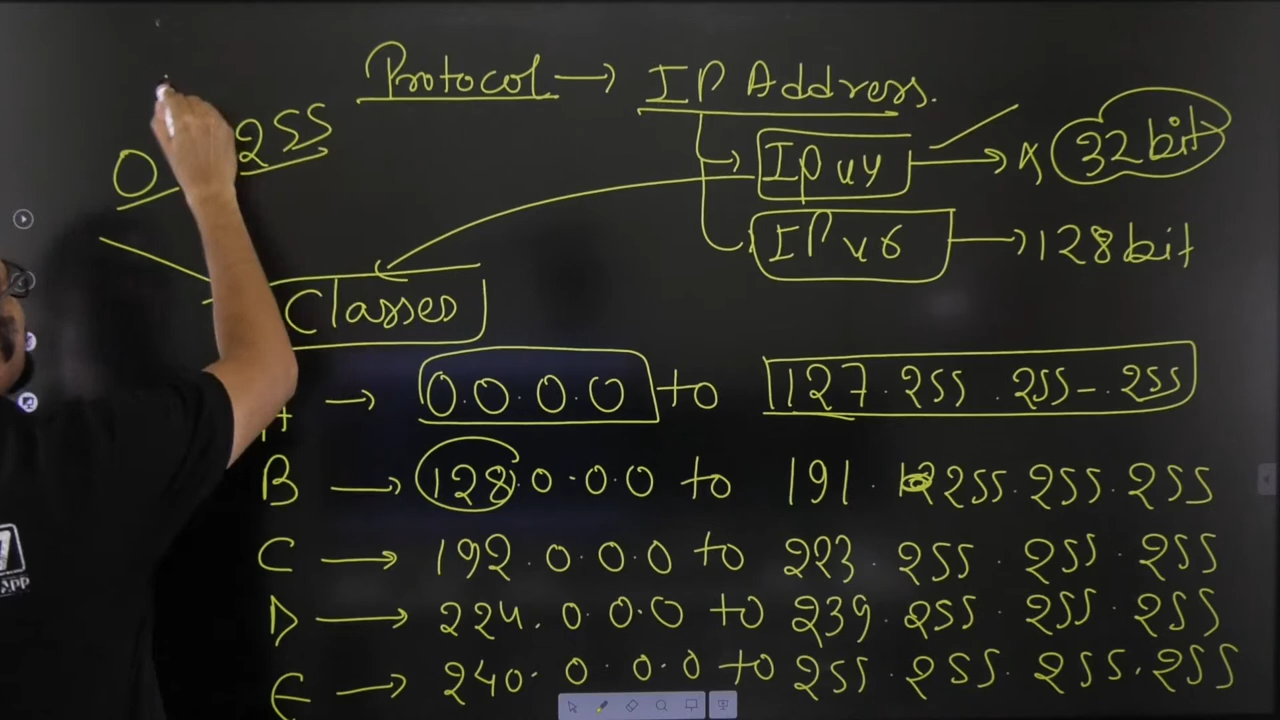 Protocol → IP Address.
0 255
IPv4 → 32 bit
IPv6 → 128 bit
Classes
A → 0.0.0.0 to 127.255.255-.255
B → 128.0.0.0 to 191.255.255.255
C → 192.0.0.0 to 223.255.255.255
D → 224.0.0.0 to 239.255.255.255
E → 240.0.0.0 to 255.255.255.255
APP